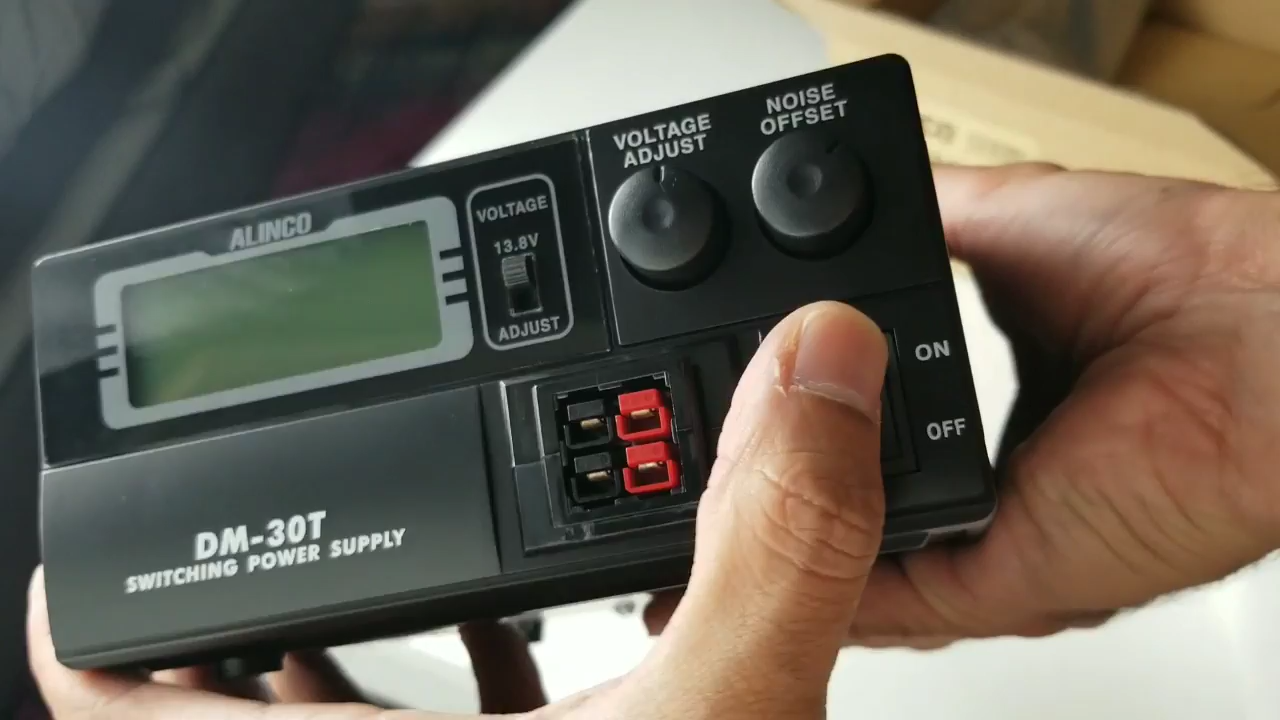 ALINCO
VOLTAGE
13.8V
ADJUST
VOLTAGE
ADJUST
NOISE
OFFSET
ON
OFF
DM-30T
SWITCHING POWER SUPPLY